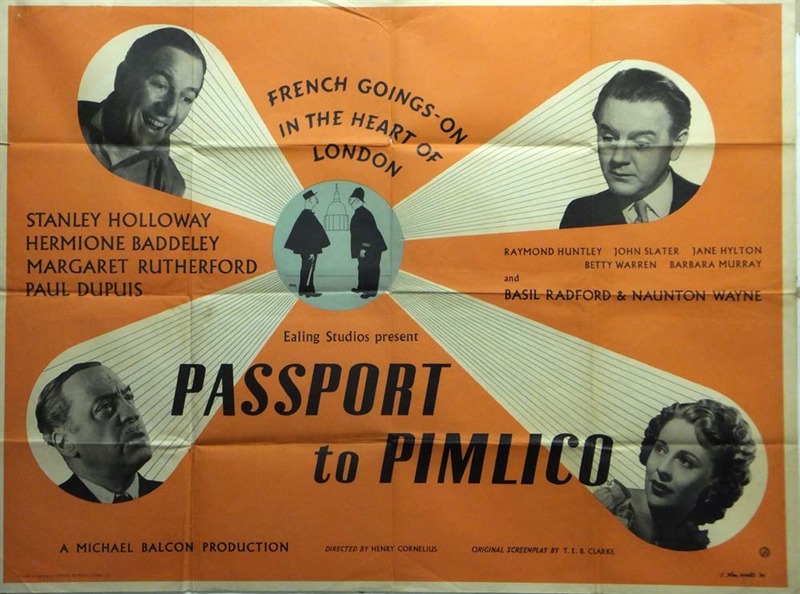 FRENCH GOINGS-ON
IN THE HEART OF
LONDON
STANLEY HOLLOWAY
HERMIONE BADDELEY
MARGARET RUTHERFORD
PAUL DUPUIS
RAYMOND HUNTLEY JOHN SLATER JANE HYLTON
BETTY WARREN BARBARA MURRAY
and
BASIL RADFORD & NAUNTON WAYNE
Ealing Studios present
PASSPORT
to PIMLICO
A MICHAEL BALCON PRODUCTION
DIRECTED BY HENRY CORNELIUS
ORIGINAL SCREENPLAY BY T. E. B. CLARKE